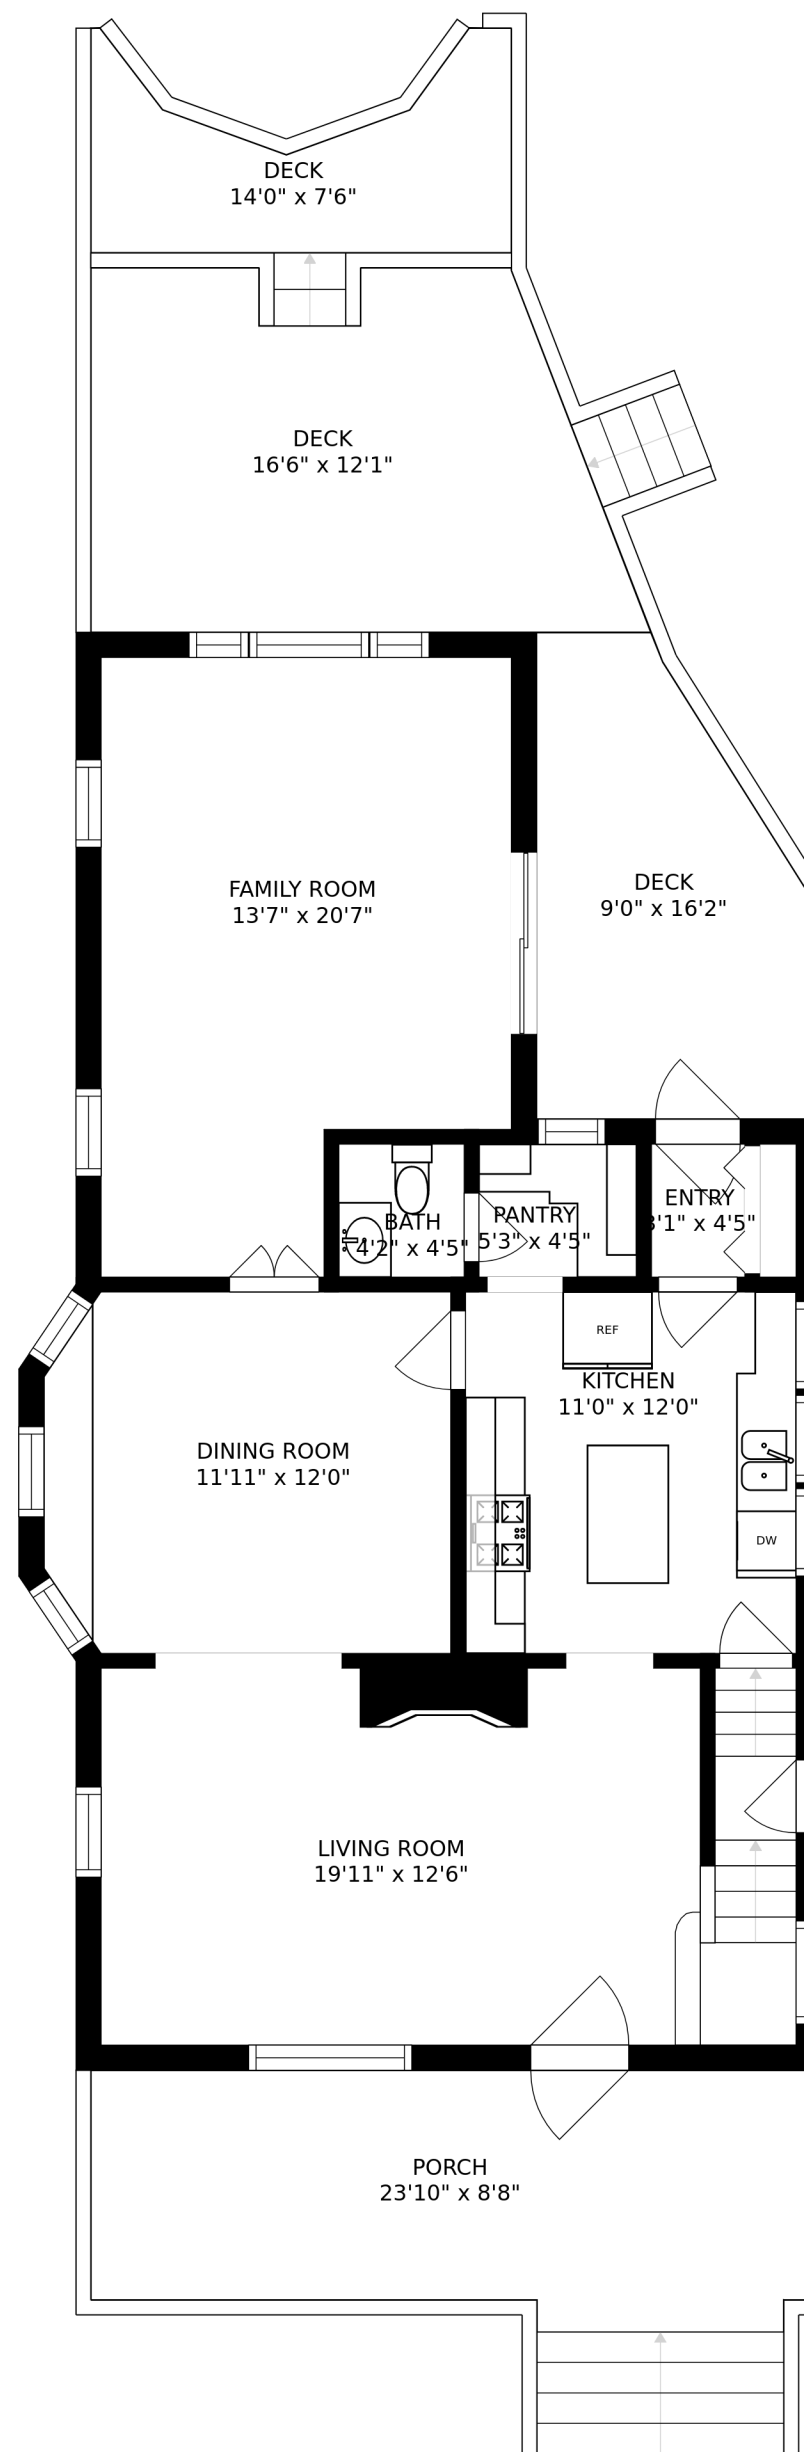 DECK
14'0" x 7'6"
DECK
16'6" x 12'1"
FAMILY ROOM
13'7" x 20'7"
DECK
9'0" x 16'2"
BATH
4'2" x 4'5"
PANTRY
5'3" x 4'5"
ENTRY
3'1" x 4'5"
REF
KITCHEN
11'0" x 12'0"
DINING ROOM
11'11" x 12'0"
DW
LIVING ROOM
19'11" x 12'6"
PORCH
23'10" x 8'8"